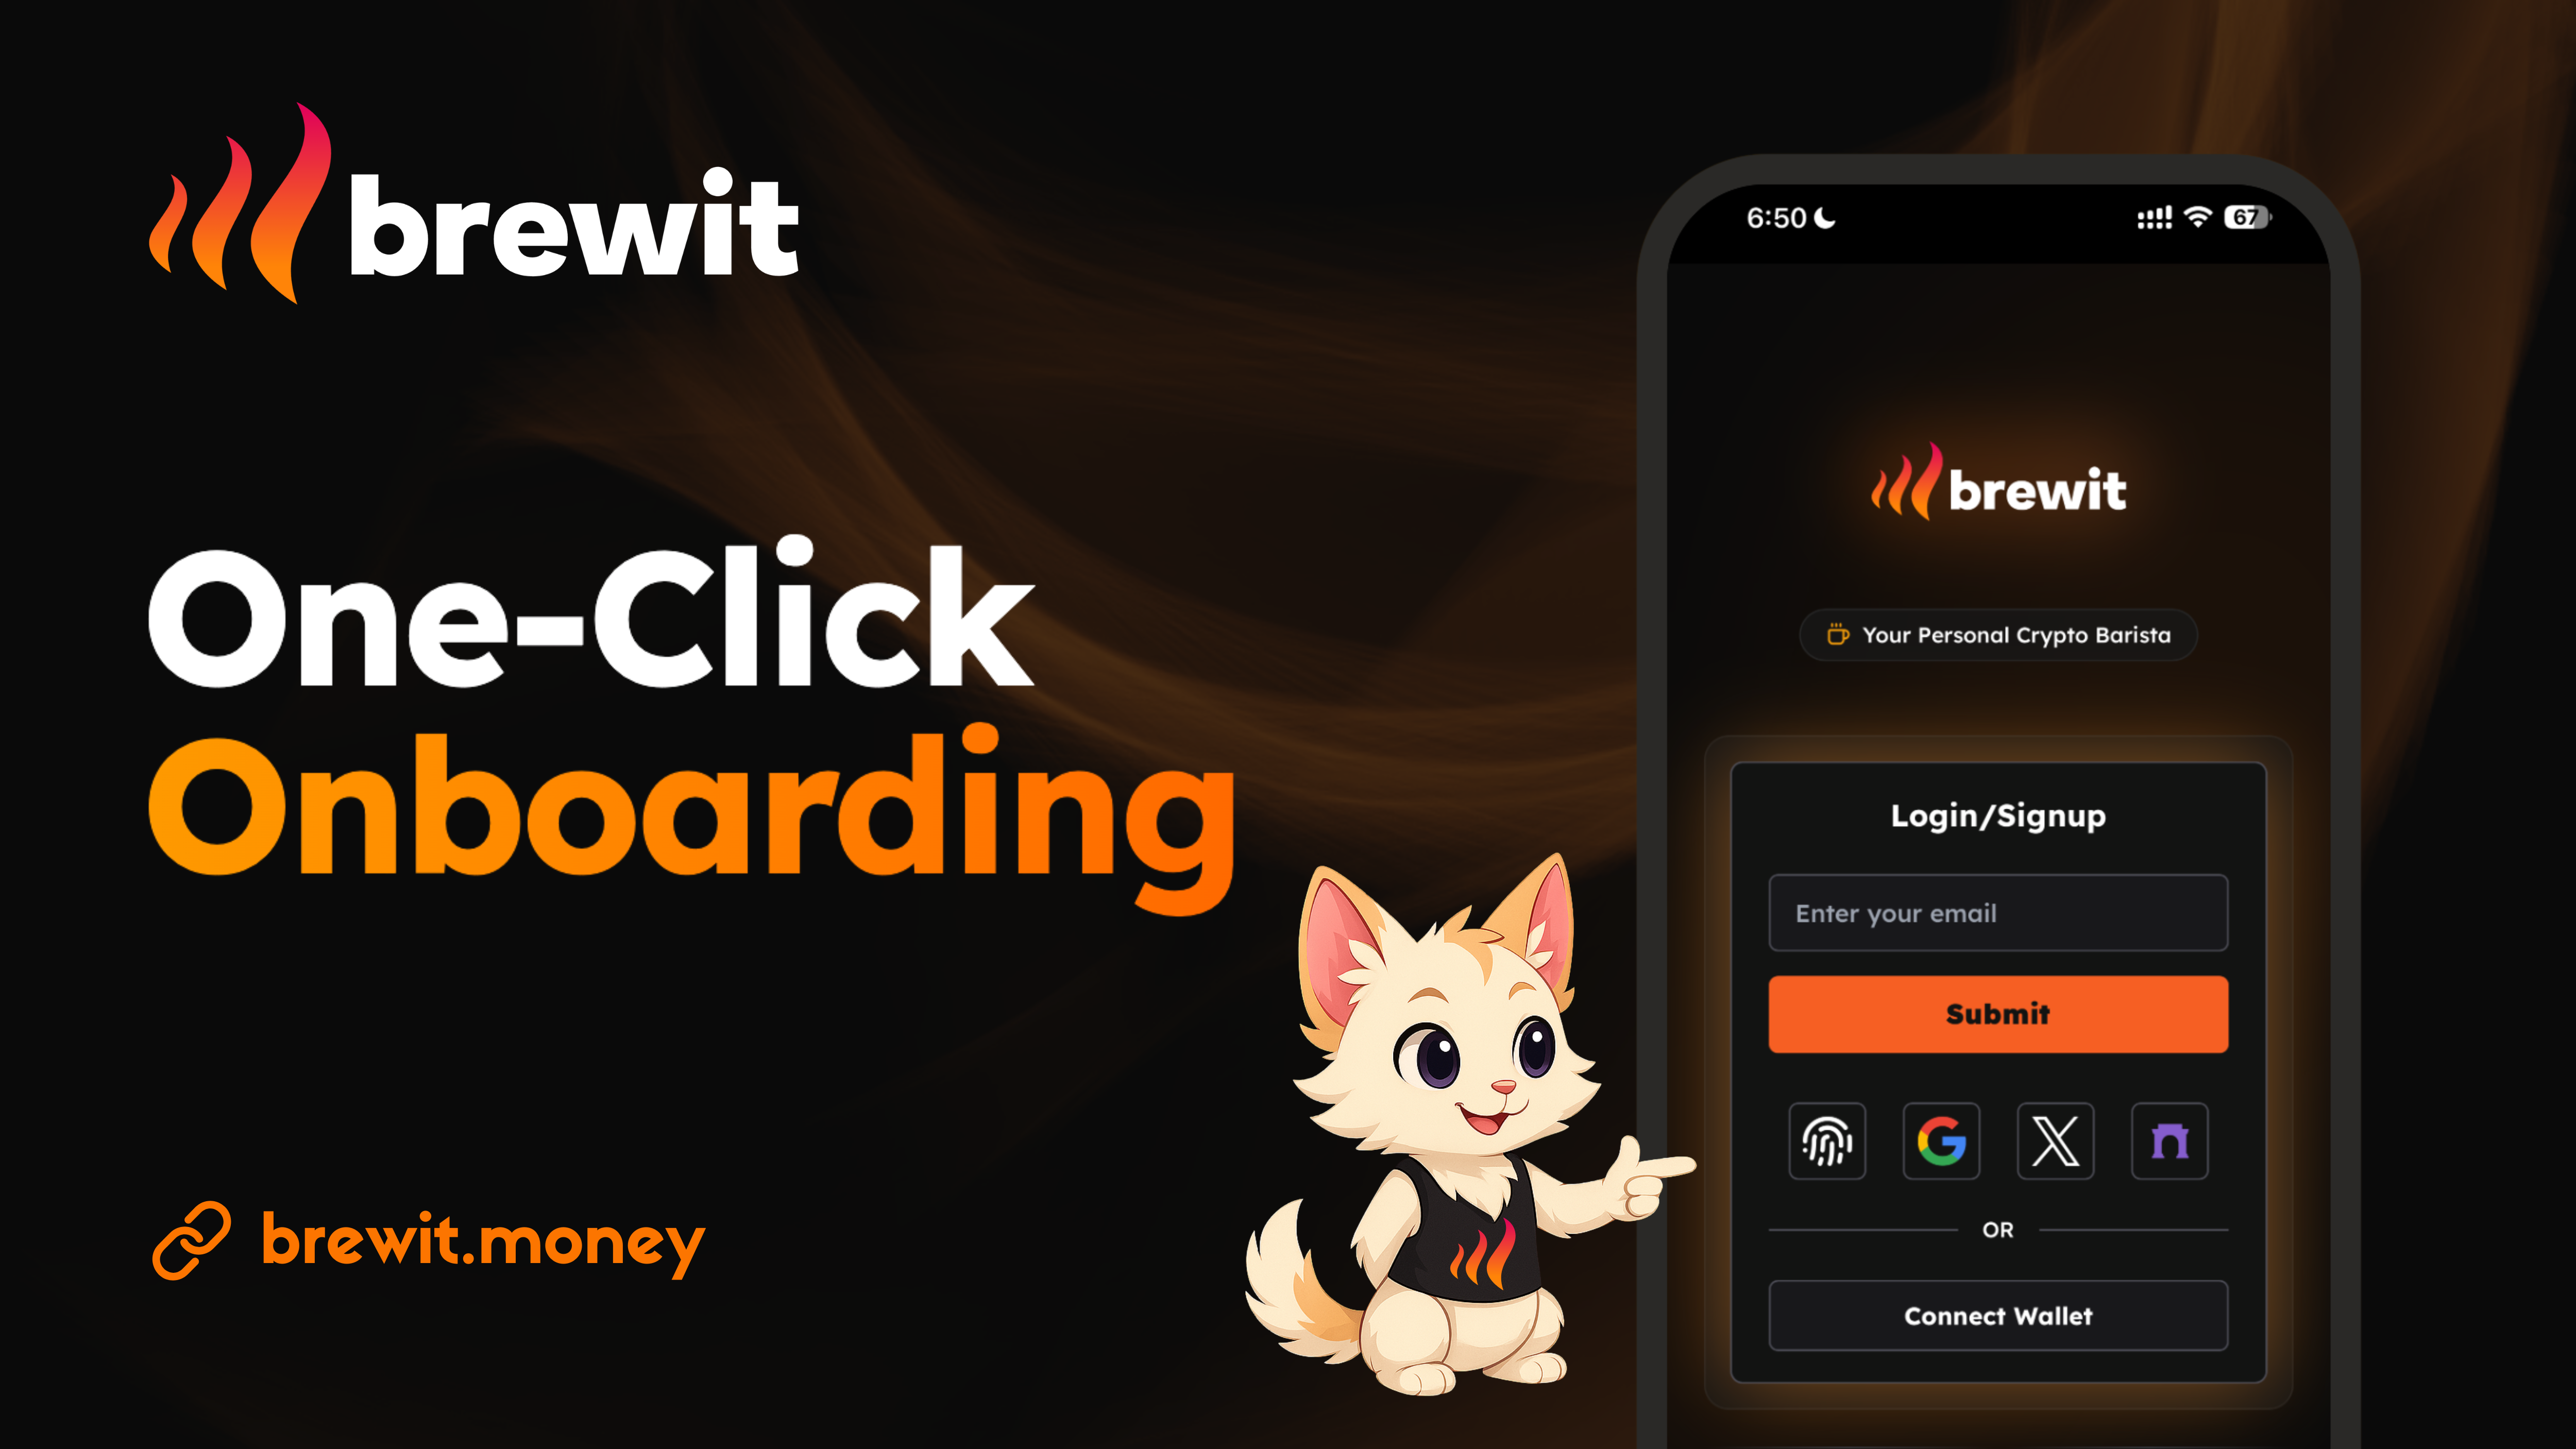 brewit
One-Click
Onboarding
brewit.money
6:50
67
brewit
Your Personal Crypto Barista
Login/Signup
Enter your email
Submit
OR
Connect Wallet